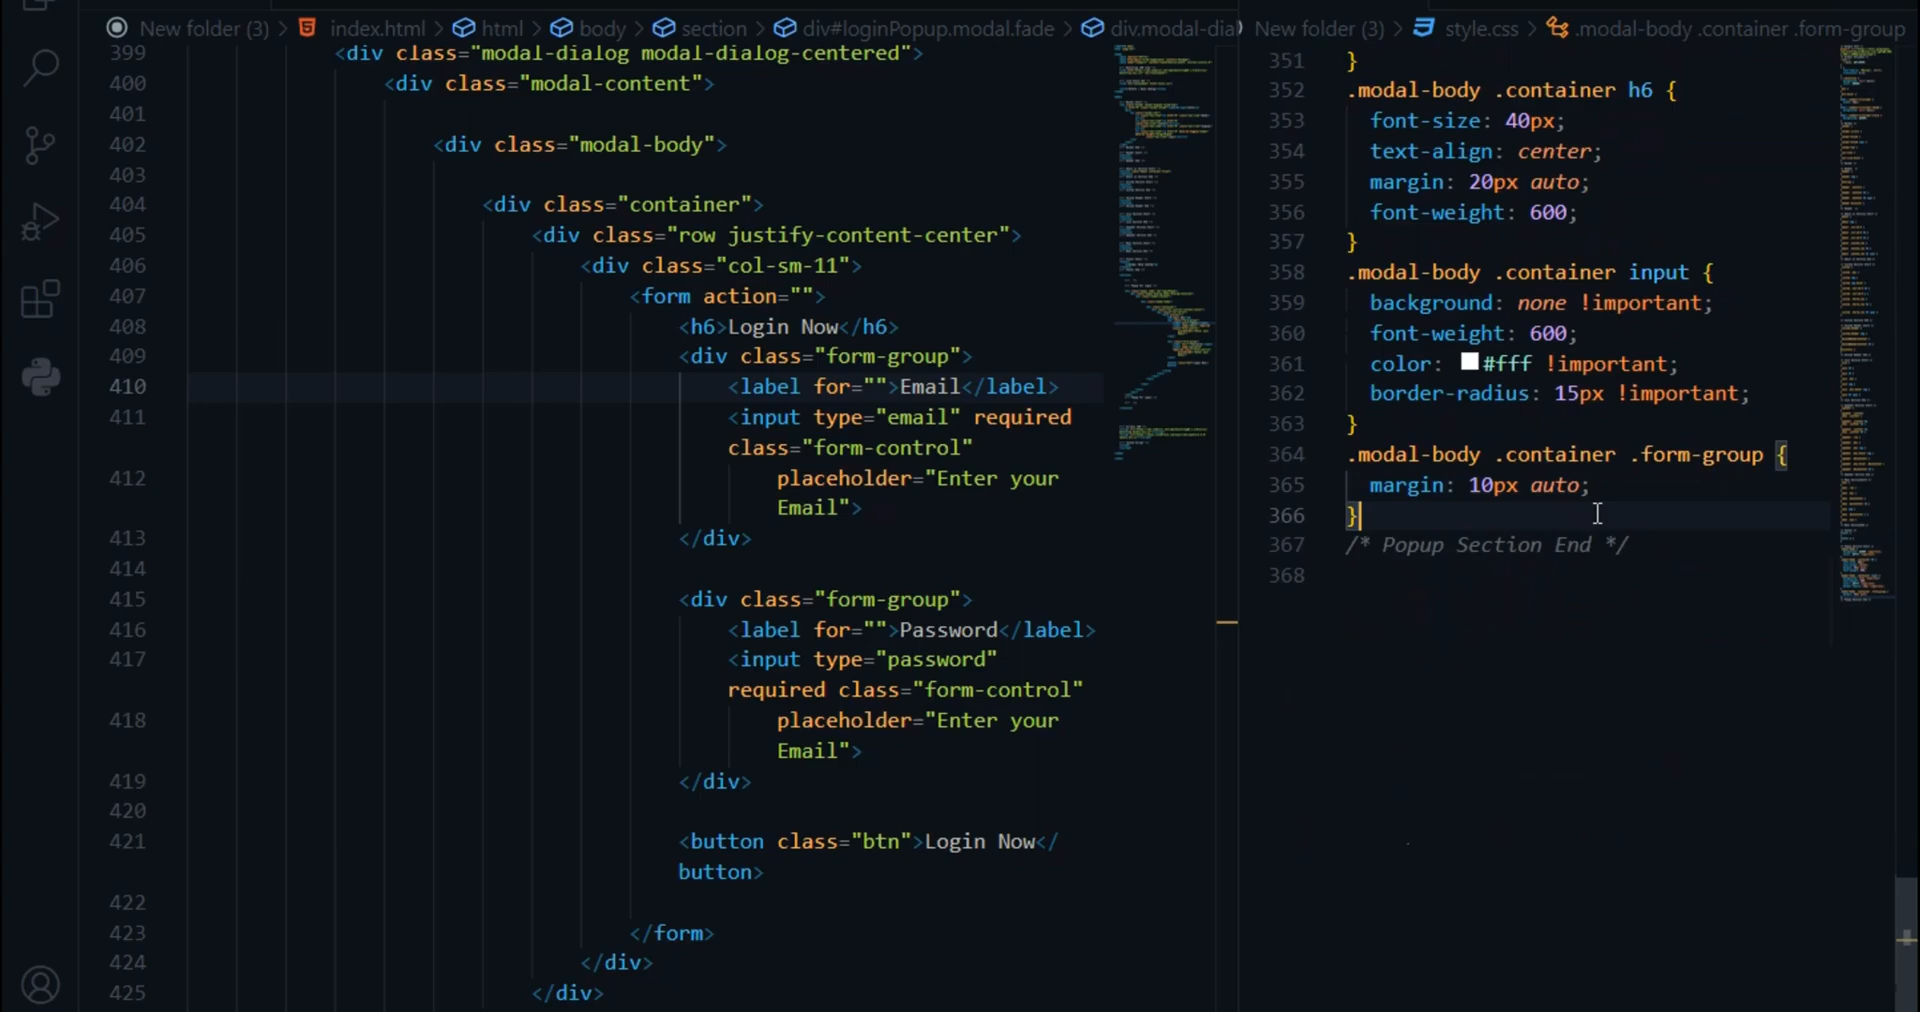 New folder (3) > index.html > html > body > section > div#loginPopup.modal.fade > div.modal-dial
399 <div class="modal-dialog modal-dialog-centered">
400 <div class="modal-content">
401
402 <div class="modal-body">
403
404 <div class="container">
405 <div class="row justify-content-center">
406 <div class="col-sm-11">
407 <form action="">
408 <h6>Login Now</h6>
409 <div class="form-group">
410 <label for="">Email</label>
411 <input type="email" required
class="form-control"
412 placeholder="Enter your
Email">
413 </div>
414
415 <div class="form-group">
416 <label for="">Password</label>
417 <input type="password"
required class="form-control"
418 placeholder="Enter your
Email">
419 </div>
420
421 <button class="btn">Login Now</
button>
422
423 </form>
424 </div>
425 </div>
New folder (3) > style.css > .modal-body .container .form-group
351 }
352 .modal-body .container h6 {
353 font-size: 40px;
354 text-align: center;
355 margin: 20px auto;
356 font-weight: 600;
357 }
358 .modal-body .container input {
359 background: none !important;
360 font-weight: 600;
361 color: #fff !important;
362 border-radius: 15px !important;
363 }
364 .modal-body .container .form-group {
365 margin: 10px auto;
366 }
367 /* Popup Section End */
368